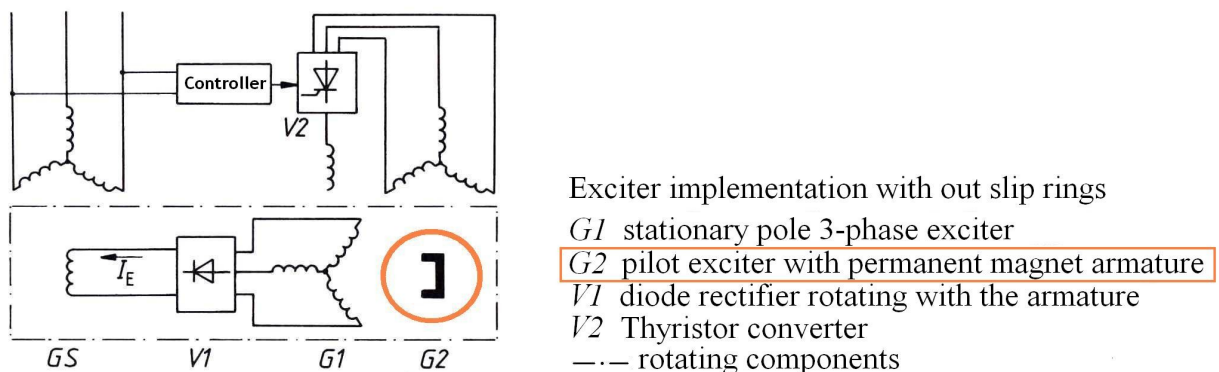 Controller
V2
I_E
GS V1 G1 G2
Exciter implementation with out slip rings
G1 stationary pole 3-phase exciter
G2 pilot exciter with permanent magnet armature
V1 diode rectifier rotating with the armature
V2 Thyristor converter
—·— rotating components